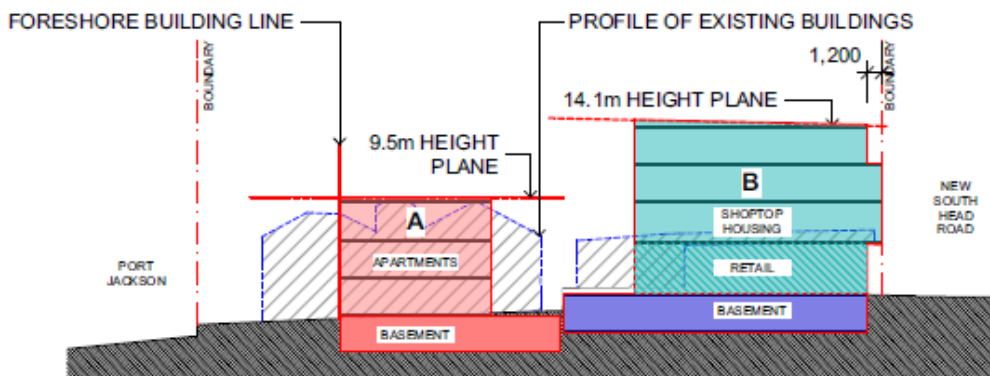 FORESHORE BUILDING LINE
PROFILE OF EXISTING BUILDINGS
BOUNDARY
1,200
BOUNDARY
14.1m HEIGHT PLANE
9.5m HEIGHT
PLANE
A
B
SHOPTOP
HOUSING
NEW
SOUTH
HEAD
ROAD
PORT
JACKSON
APARTMENTS
RETAIL
BASEMENT
BASEMENT